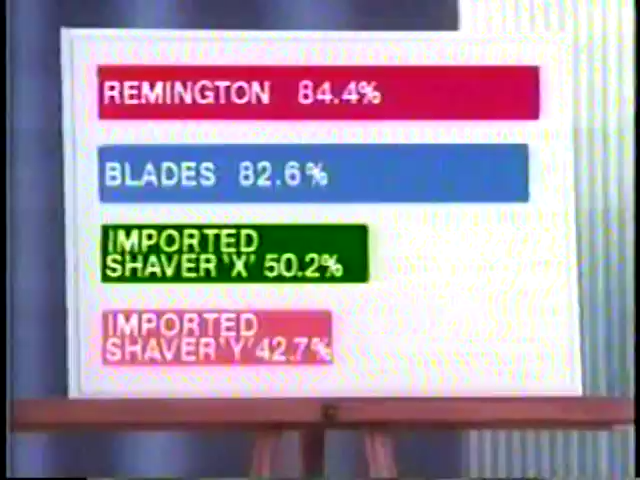 REMINGTON 84.4%
BLADES 82.6%
IMPORTED
SHAVER 'X' 50.2%
IMPORTED
SHAVER 'Y' 42.7%